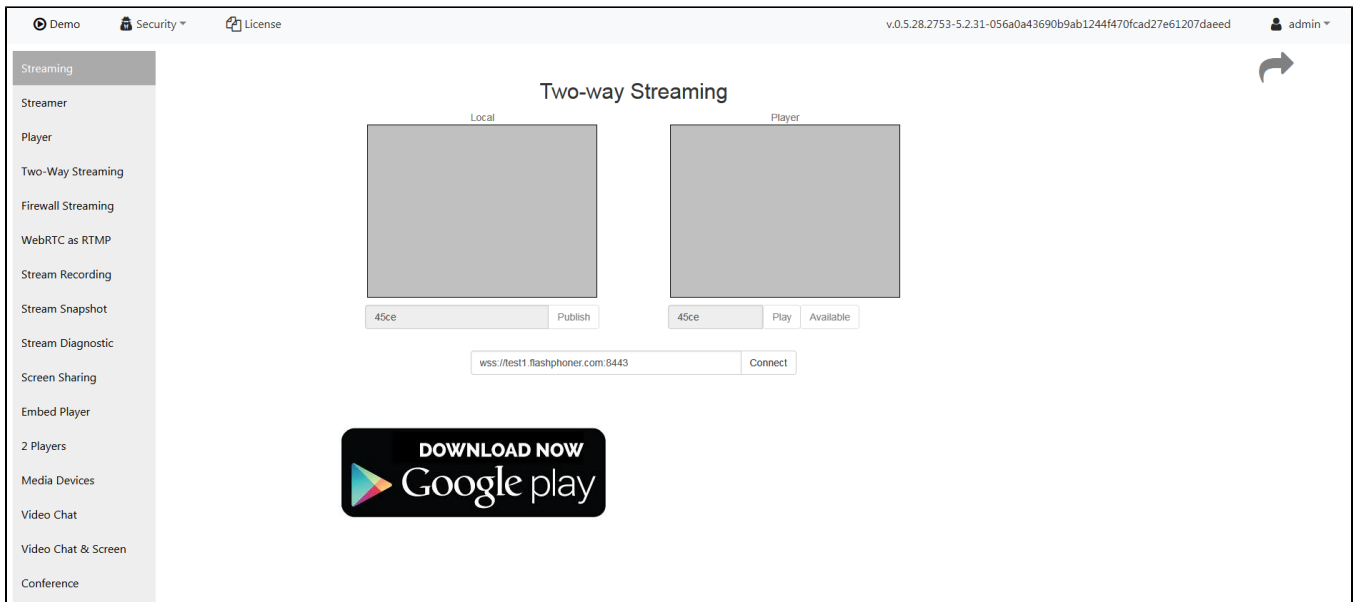 Demo Security License v.0.5.28.2753-5.2.31-056a0a43690b9ab1244f470fcad27e61207daeed admin
Streaming
Streamer
Player
Two-Way Streaming
Firewall Streaming
WebRTC as RTMP
Stream Recording
Stream Snapshot
Stream Diagnostic
Screen Sharing
Embed Player
2 Players
Media Devices
Video Chat
Video Chat & Screen
Conference
Two-way Streaming
Local Player
45ce Publish 45ce Play Available
wss://test1.flashphoner.com:8443 Connect
DOWNLOAD NOW
Google play